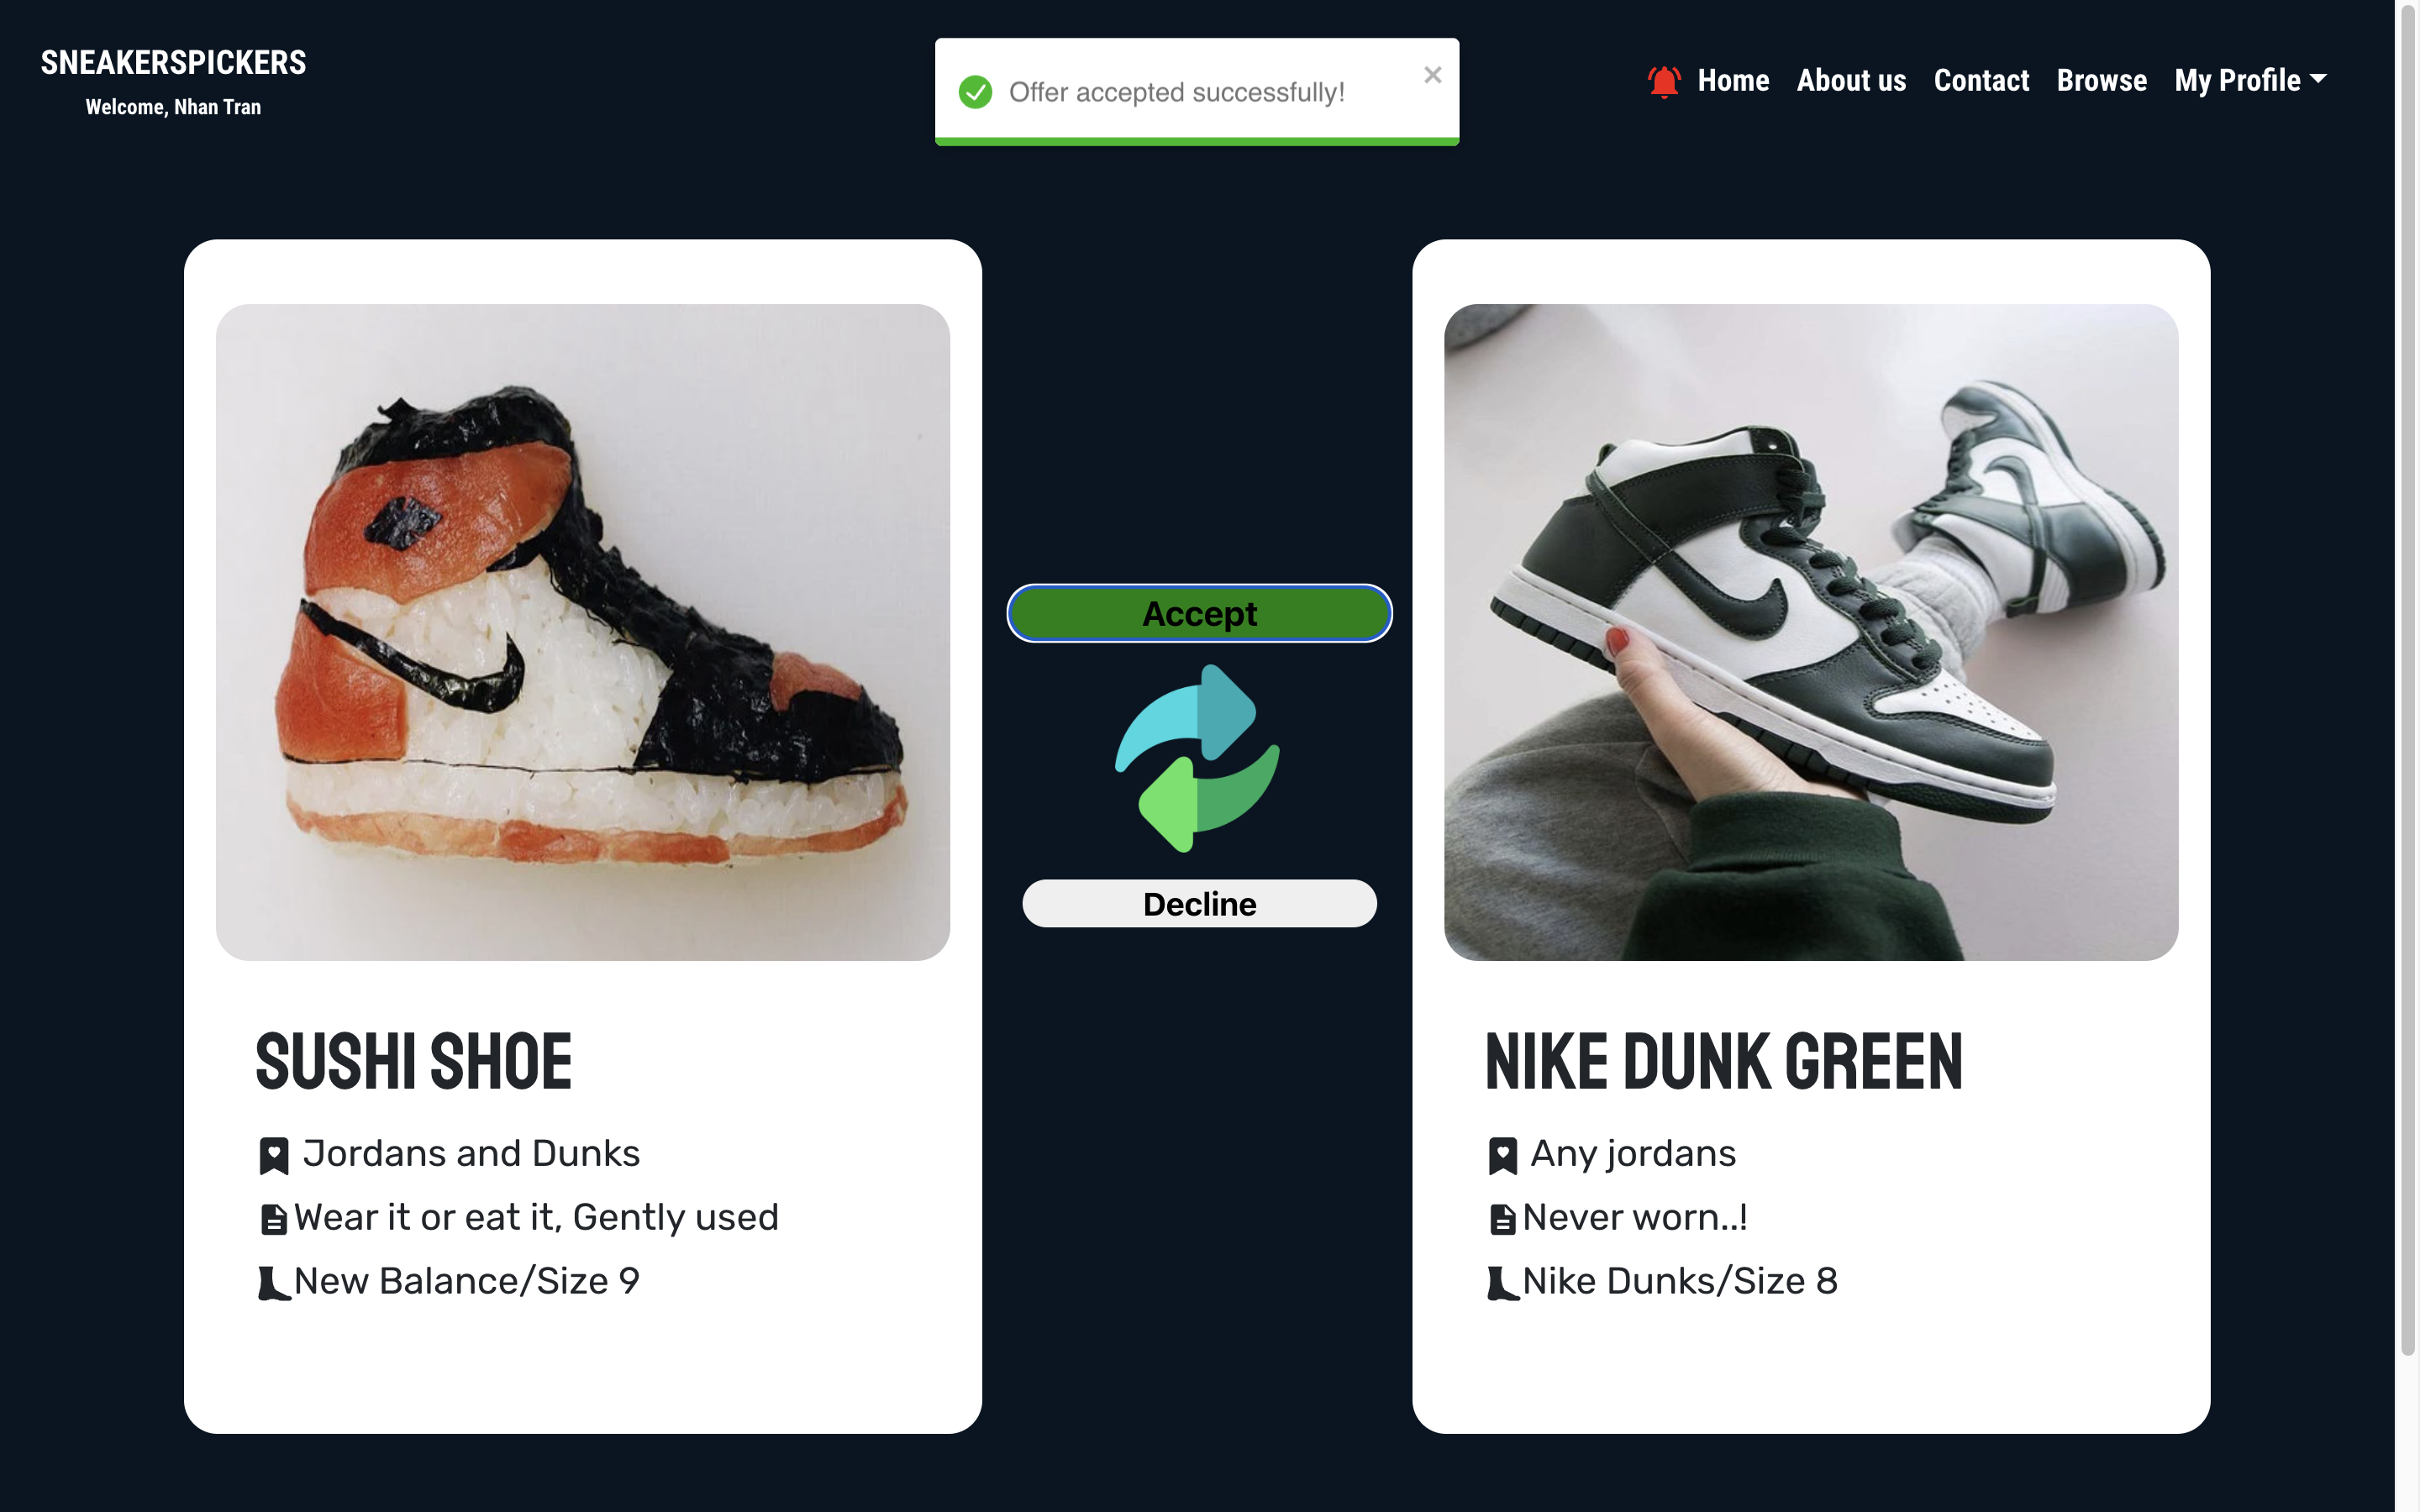 SNEAKERSPICKERS
Welcome, Nhan Tran
Offer accepted successfully!
Home About us Contact Browse My Profile
Accept
Decline
SUSHI SHOE
Jordans and Dunks
Wear it or eat it, Gently used
New Balance/Size 9
NIKE DUNK GREEN
Any jordans
Never worn..!
Nike Dunks/Size 8